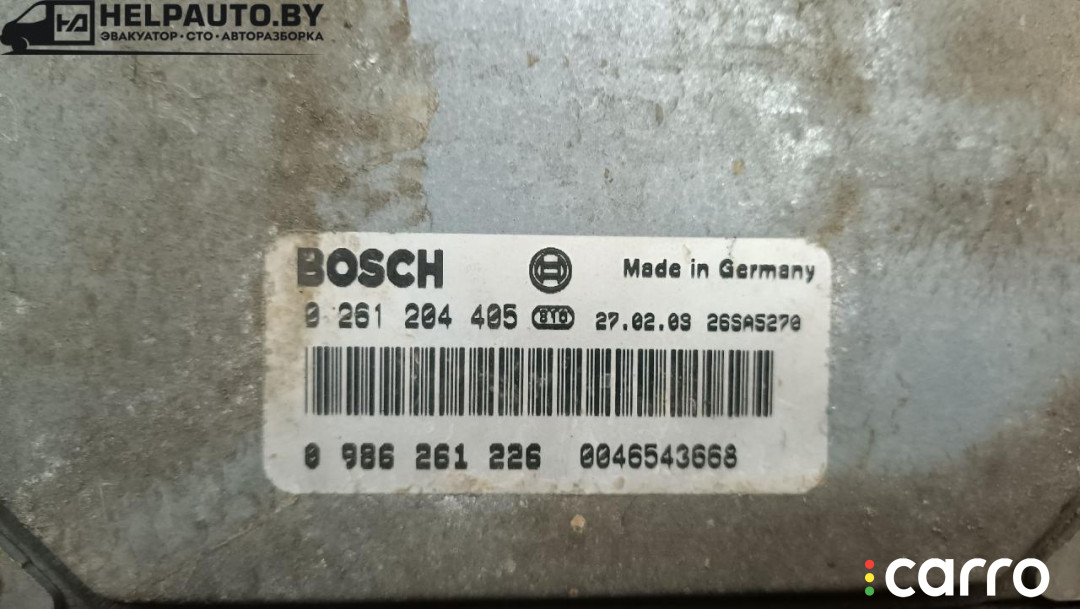 HELPAUTO.BY
ЭВАКУАТОР · СТО · АВТОРАЗБОРКА
BOSCH Made in Germany
0 261 204 405 27.02.09 26SA5270
0 986 261 226 0046543668
carro